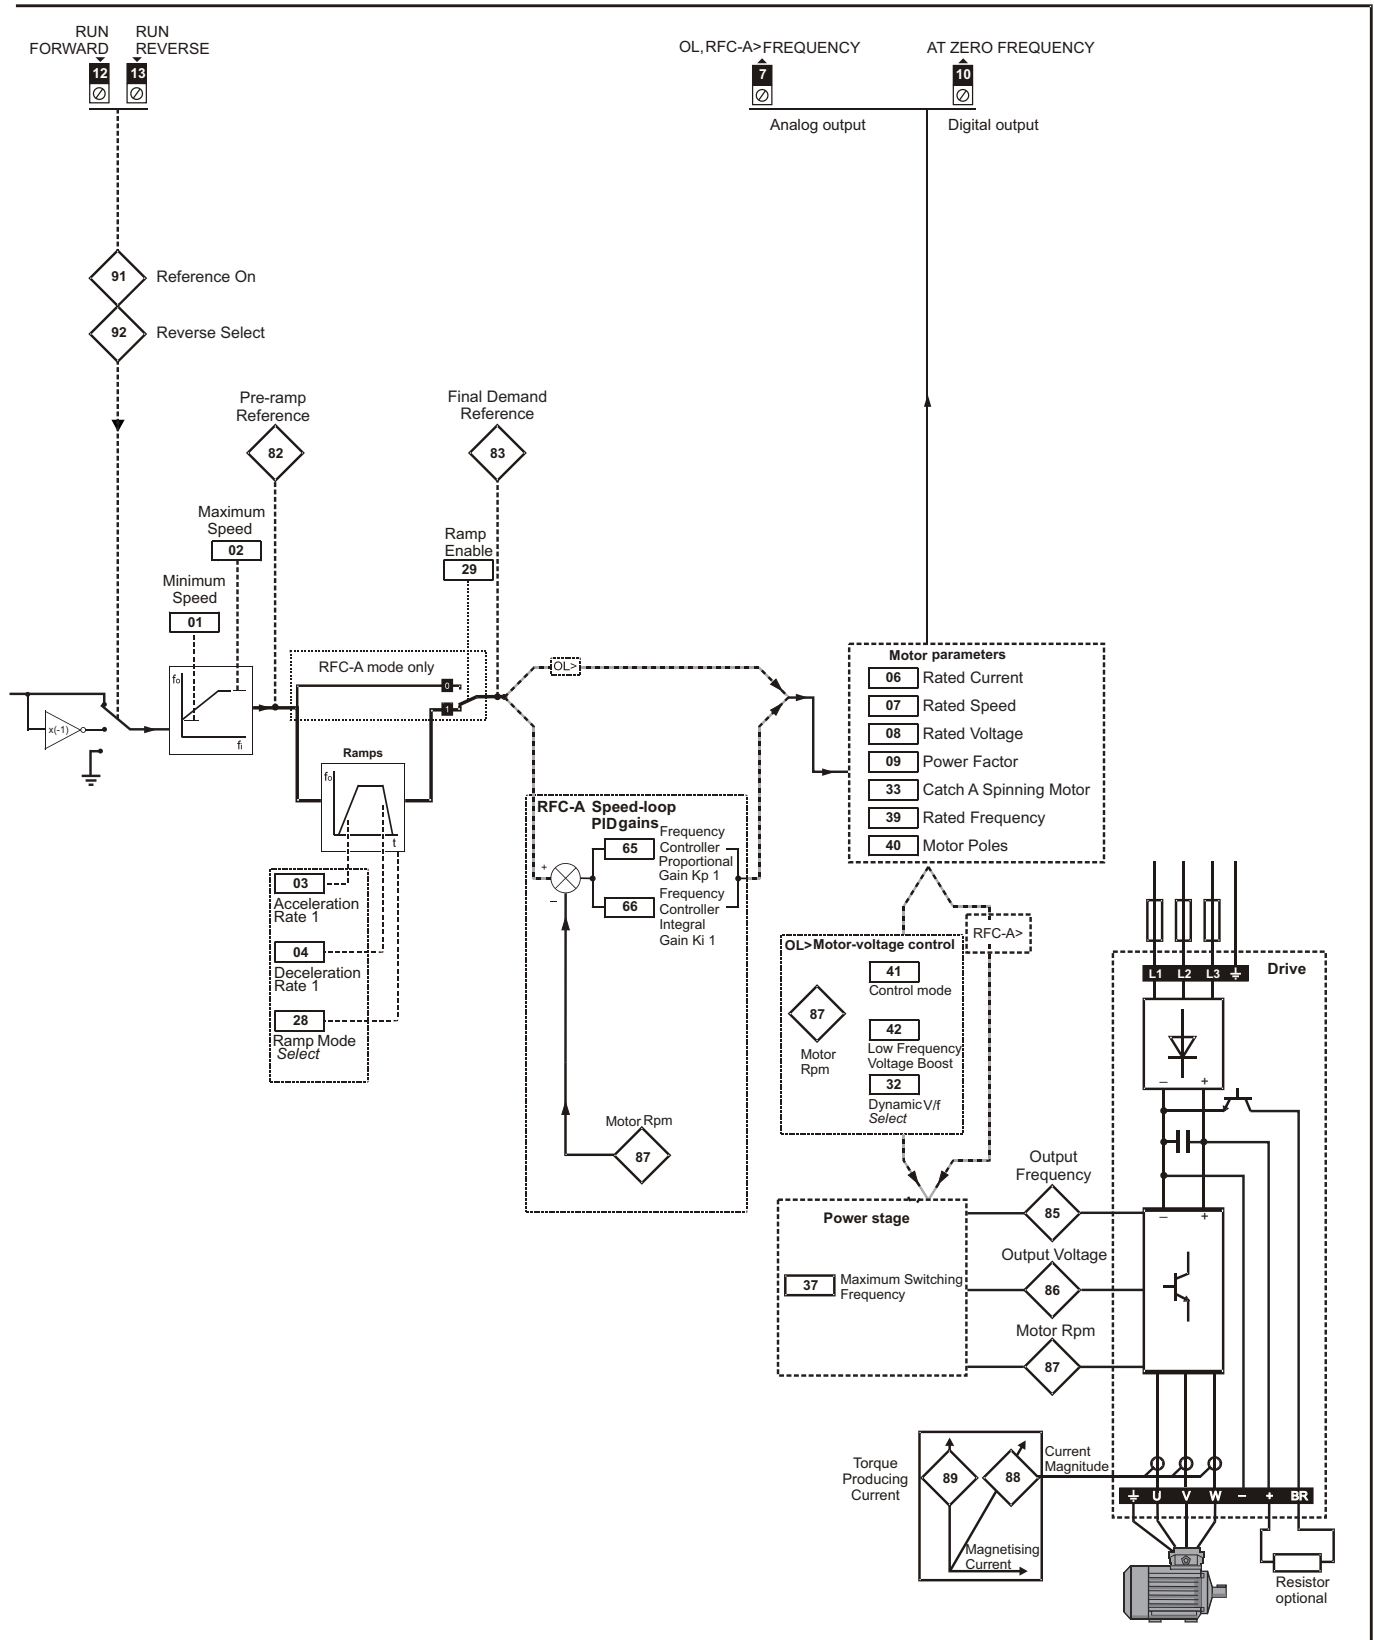 RUN FORWARD
RUN REVERSE
12
13
OL,RFC-A>FREQUENCY
AT ZERO FREQUENCY
7
10
Analog output
Digital output
91
Reference On
92
Reverse Select
Pre-ramp
Reference
82
Final Demand
Reference
83
Maximum
Speed
02
Minimum
Speed
01
Ramp
Enable
29
RFC-A mode only
0
1
OL>
x(-1)
fo
fi
Ramps
fo
t
03
Acceleration
Rate 1
04
Deceleration
Rate 1
28
Ramp Mode
Select
RFC-A Speed-loop
PID gains
+
–
65
Frequency
Controller
Proportional
Gain Kp 1
66
Frequency
Controller
Integral
Gain Ki 1
Motor Rpm
87
Motor parameters
06 Rated Current
07 Rated Speed
08 Rated Voltage
09 Power Factor
33 Catch A Spinning Motor
39 Rated Frequency
40 Motor Poles
RFC-A>
OL>Motor-voltage control
41
Control mode
87
Motor
Rpm
42
Low Frequency
Voltage Boost
32
Dynamic V/f
Select
Power stage
37
Maximum Switching
Frequency
Output
Frequency
85
Output Voltage
86
Motor Rpm
87
L1 L2 L3
Drive
– +
– +
Torque
Producing
Current
89
88
Current
Magnitude
Magnetising
Current
U V W – + BR
Resistor
optional